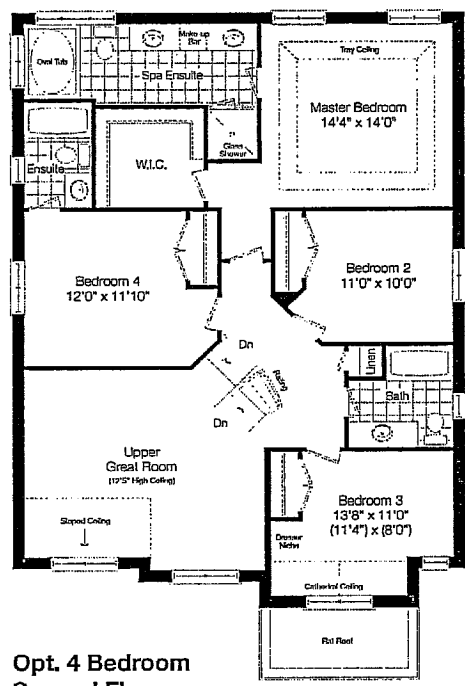 Oval Tub
Make-up
Bar
Spa Ensuite
Tray Ceiling
Master Bedroom
14'4" x 14'0"
Glass
Shower
W.I.C.
Ensuite
Bedroom 4
12'0" x 11'10"
Bedroom 2
11'0" x 10'0"
Dn
Linen
Railing
Bath
Dn
Upper
Great Room
(12'5" High Ceiling)
Sloped Ceiling
Bedroom 3
13'8" x 11'0"
(11'4") x (8'0")
Dresser
Niche
Cathedral Ceiling
Flat Roof
Opt. 4 Bedroom